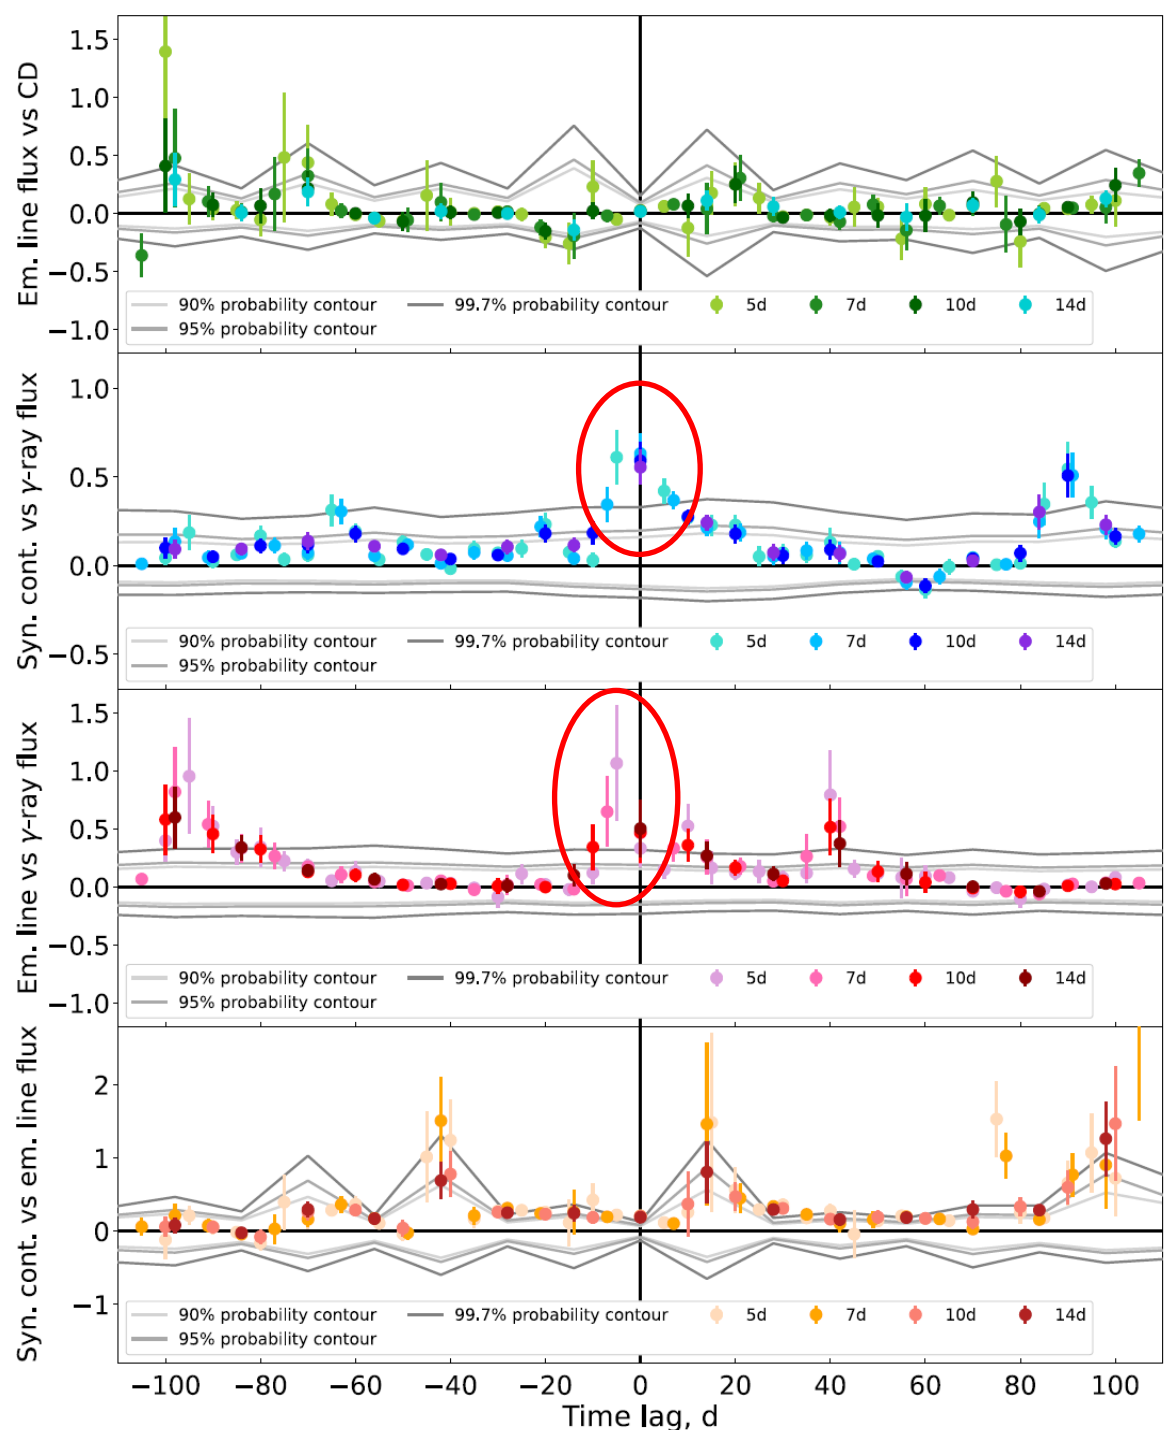 Em. line flux vs CD
1.5
1.0
0.5
0.0
−0.5
−1.0
90% probability contour
95% probability contour
99.7% probability contour
5d
7d
10d
14d
Syn. cont. vs γ-ray flux
1.0
0.5
0.0
−0.5
90% probability contour
95% probability contour
99.7% probability contour
5d
7d
10d
14d
Em. line vs γ-ray flux
1.5
1.0
0.5
0.0
−0.5
−1.0
90% probability contour
95% probability contour
99.7% probability contour
5d
7d
10d
14d
Syn. cont. vs em. line flux
2
1
0
−1
90% probability contour
95% probability contour
99.7% probability contour
5d
7d
10d
14d
−100 −80 −60 −40 −20 0 20 40 60 80 100
Time lag, d